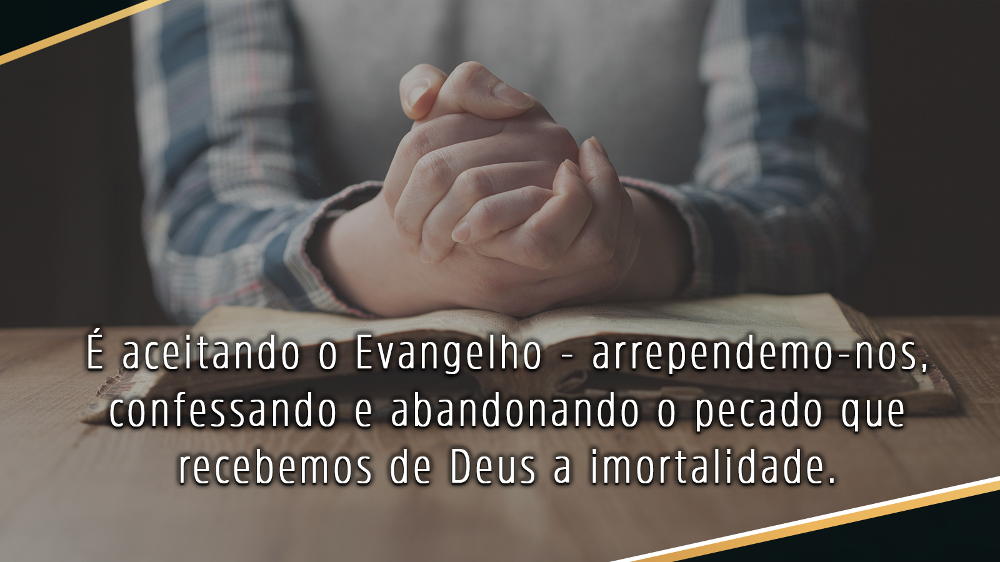 É aceitando o Evangelho - arrependemo-nos,
confessando e abandonando o pecado que
recebemos de Deus a imortalidade.